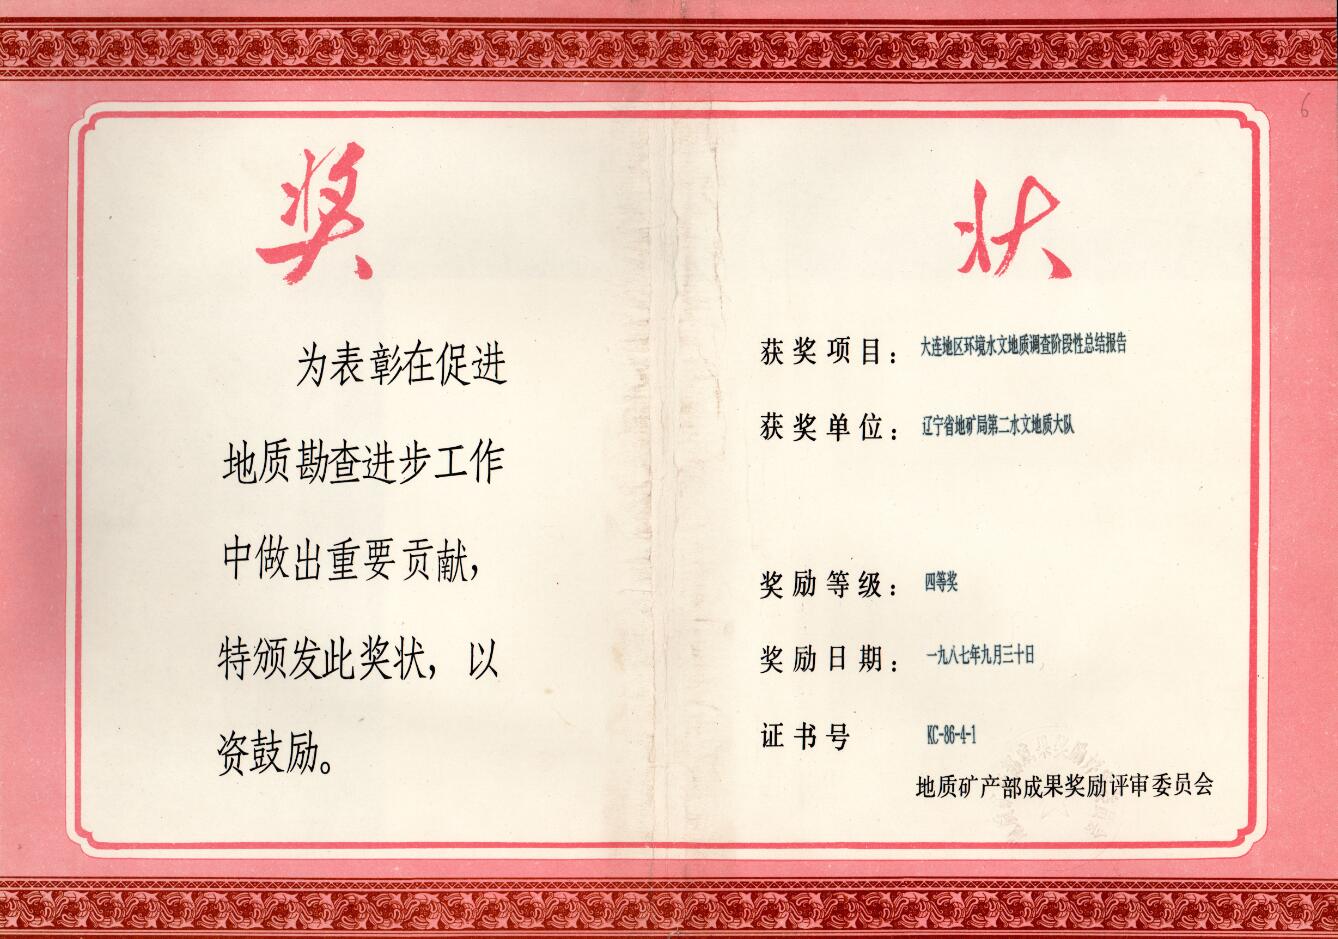 奖状
为表彰在促进
地质勘查进步工作
中做出重要贡献，
特颁发此奖状，以
资鼓励。
获奖项目：大连地区环境水文地质调查阶段性总结报告
获奖单位：辽宁省地矿局第二水文地质大队
奖励等级：四等奖
奖励日期：一九八七年九月三十日
证书号 KC-86-4-1
地质矿产部成果奖励评审委员会
6